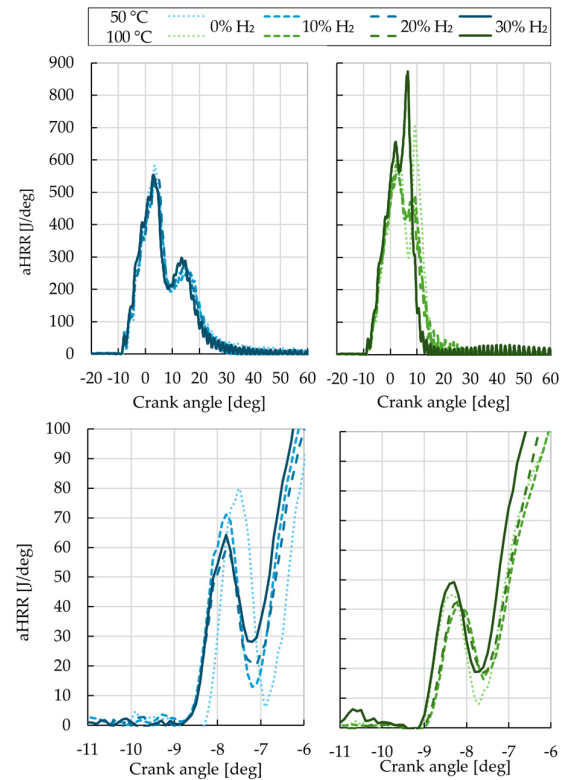 50 °C 0% H₂ 10% H₂ 20% H₂ 30% H₂
100 °C
900
800
700
600
500
400
300
200
100
0
aHRR [J/deg]
-20 -10 0 10 20 30 40 50 60
Crank angle [deg]
-20 -10 0 10 20 30 40 50 60
Crank angle [deg]
100
90
80
70
60
50
40
30
20
10
0
aHRR [J/deg]
-11 -10 -9 -8 -7 -6
Crank angle [deg]
-11 -10 -9 -8 -7 -6
Crank angle [deg]